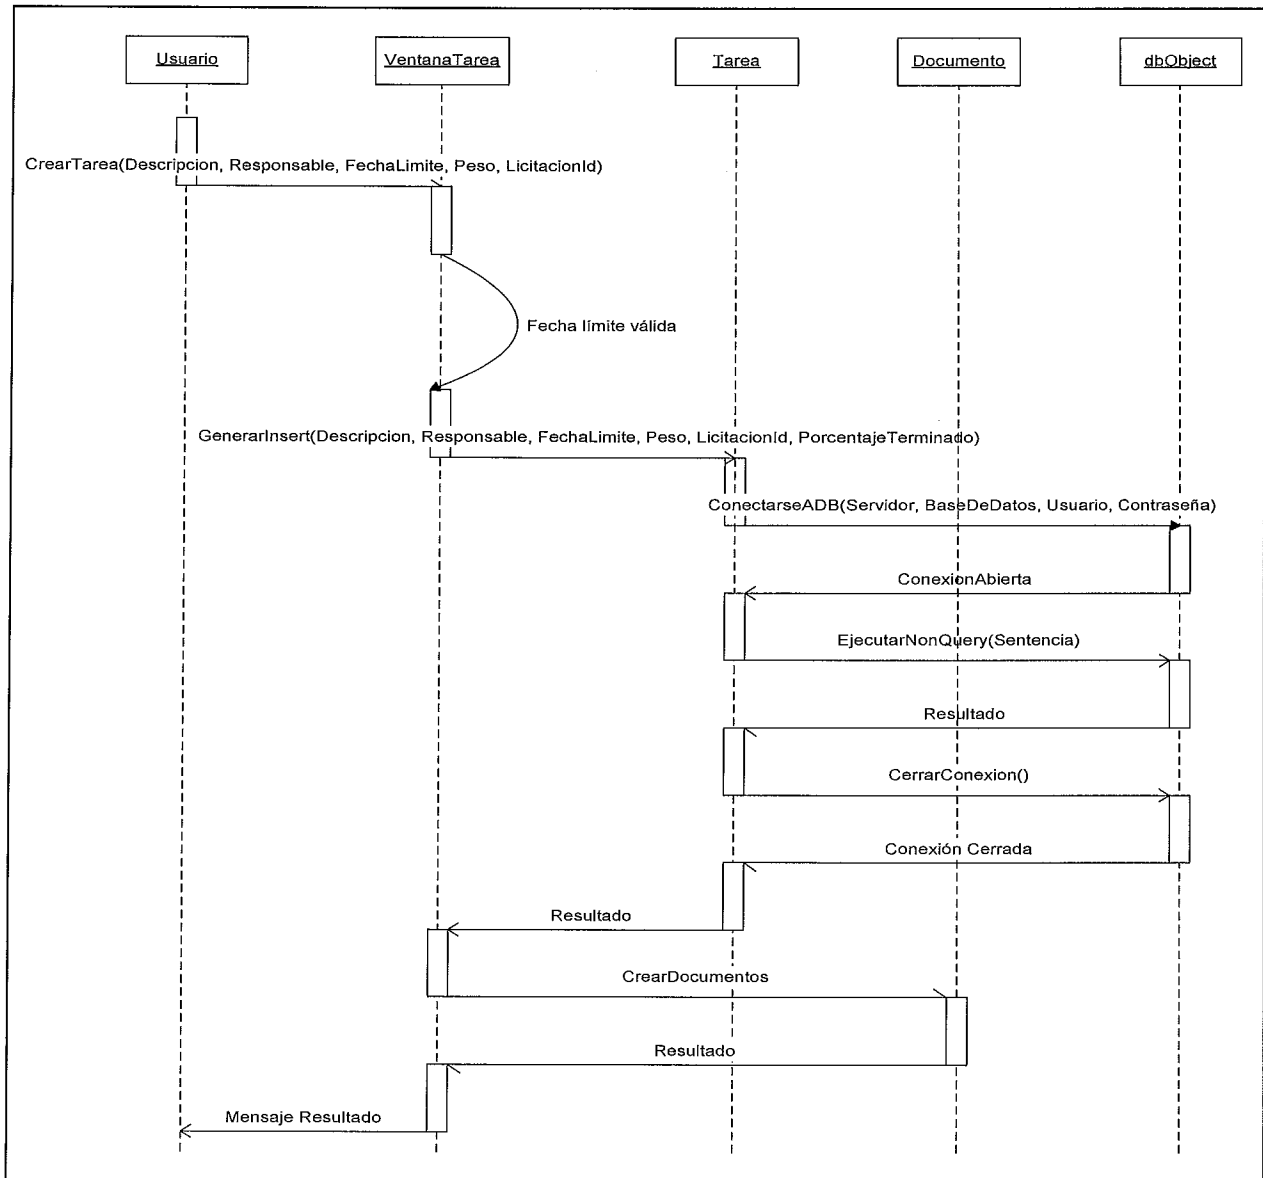 Usuario
VentanaTarea
Tarea
Documento
dbObject
CrearTarea(Descripcion, Responsable, FechaLimite, Peso, LicitacionId)
Fecha límite válida
GenerarInsert(Descripcion, Responsable, FechaLimite, Peso, LicitacionId, PorcentajeTerminado)
ConectarseADB(Servidor, BaseDeDatos, Usuario, Contraseña)
ConexionAbierta
EjecutarNonQuery(Sentencia)
Resultado
CerrarConexion()
Conexión Cerrada
Resultado
CrearDocumentos
Resultado
Mensaje Resultado